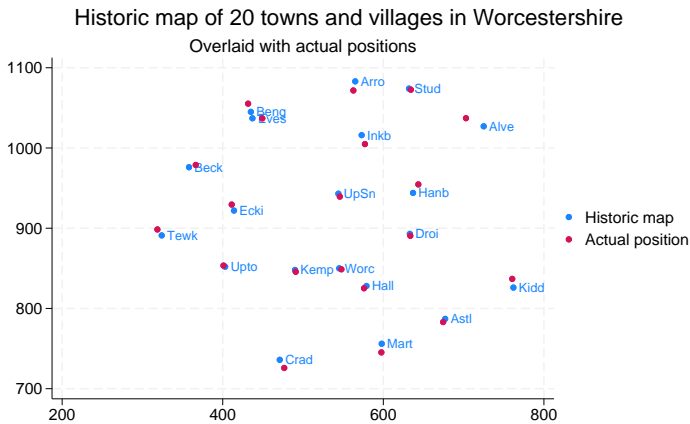 Historic map of 20 towns and villages in Worcestershire
Overlaid with actual positions
1100
1000
900
800
700
200 400 600 800
Arro
Stud
Beng
Eves
Alve
Inkb
Beck
UpSn
Hanb
Ecki
Tewk
Droi
Upto
Kemp
Worc
Hall
Kidd
Astl
Mart
Crad
Historic map
Actual position